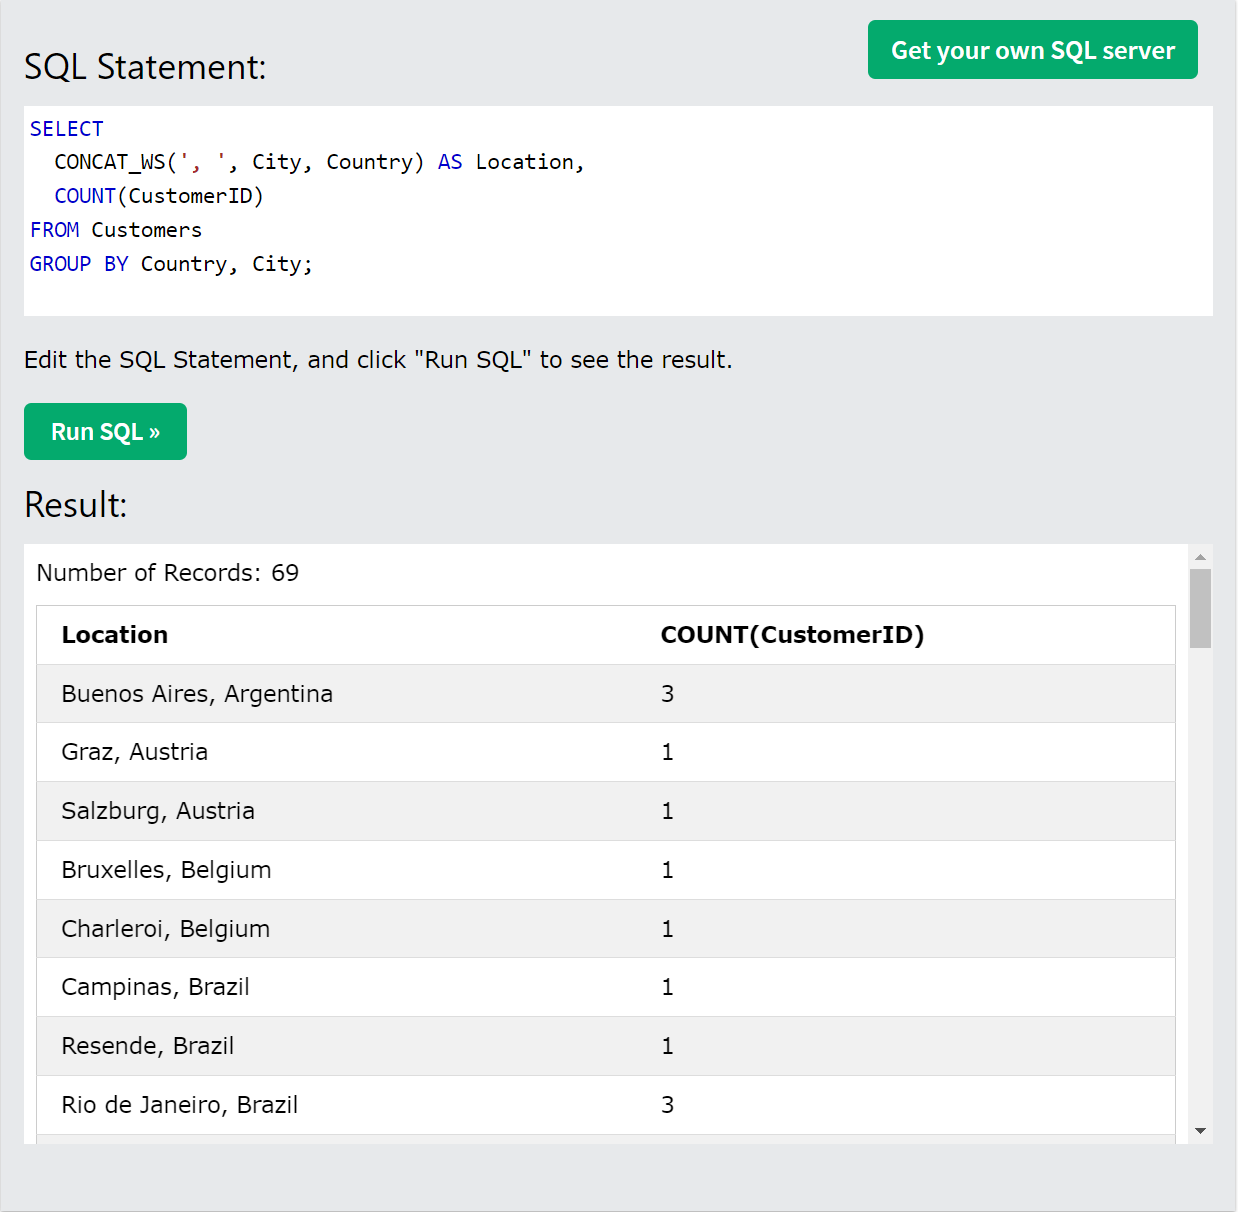 Get your own SQL server
SQL Statement:
SELECT
CONCAT_WS(', ', City, Country) AS Location,
COUNT(CustomerID)
FROM Customers
GROUP BY Country, City;
Edit the SQL Statement, and click "Run SQL" to see the result.
Run SQL »
Result:
Number of Records: 69
Location COUNT(CustomerID)
Buenos Aires, Argentina 3
Graz, Austria 1
Salzburg, Austria 1
Bruxelles, Belgium 1
Charleroi, Belgium 1
Campinas, Brazil 1
Resende, Brazil 1
Rio de Janeiro, Brazil 3